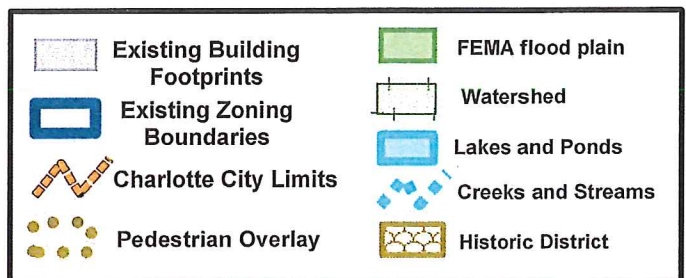 Existing Building
Footprints
Existing Zoning
Boundaries
Charlotte City Limits
Pedestrian Overlay
FEMA flood plain
Watershed
Lakes and Ponds
Creeks and Streams
Historic District